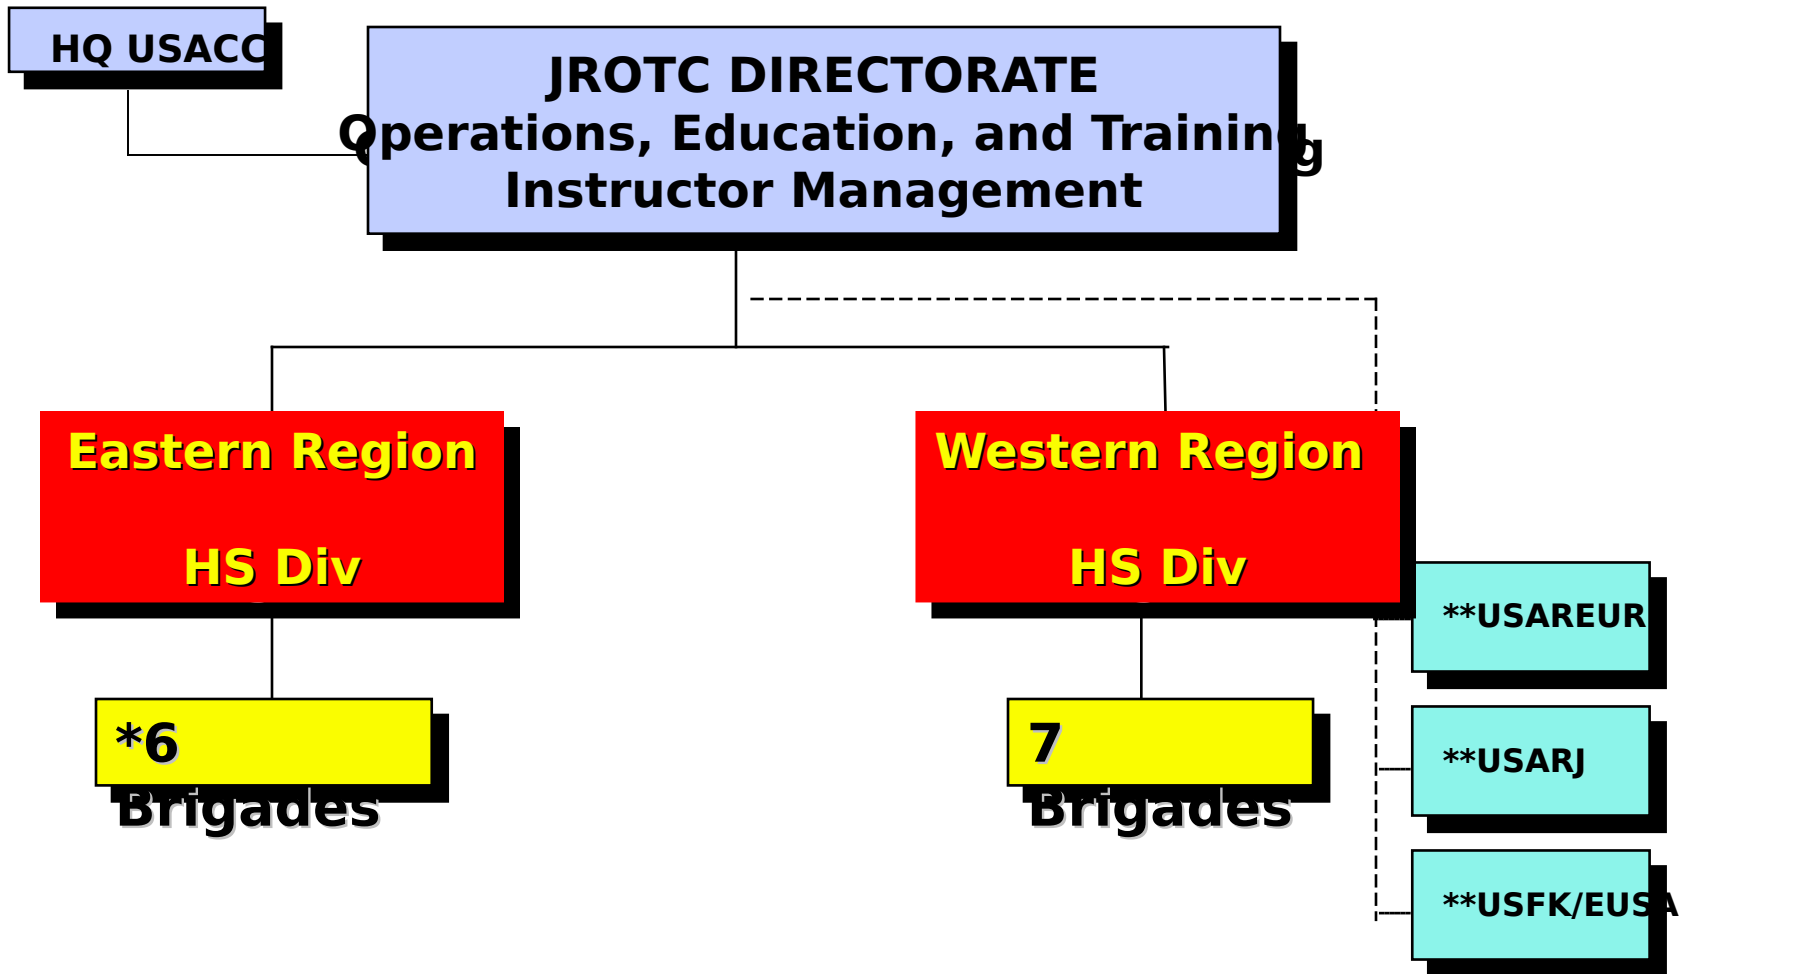 HQ USACC
JROTC DIRECTORATE
Operations, Education, and Training
Instructor Management
Eastern Region
HS Div
Western Region
HS Div
*6
Brigades
7
Brigades
**USAREUR
**USARJ
**USFK/EUSA